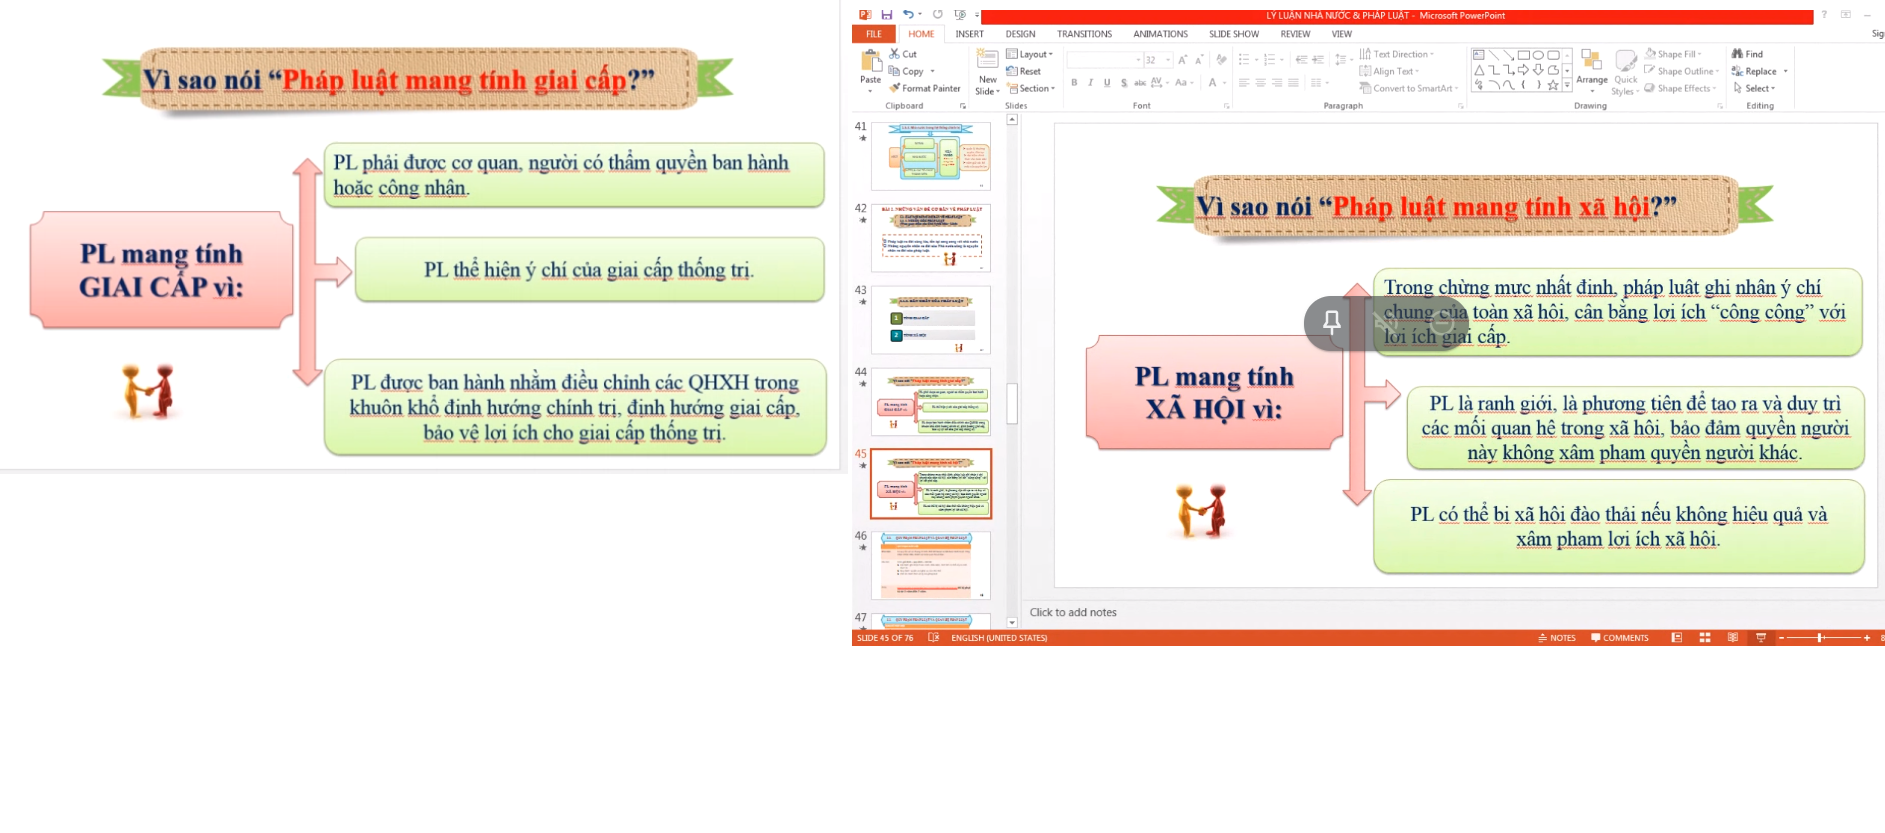 Vì sao nói “Pháp luật mang tính giai cấp?”
PL mang tính
GIAI CẤP vì:
PL phải được cơ quan, người có thẩm quyền ban hành
hoặc công nhận.
PL thể hiện ý chí của giai cấp thống trị.
PL được ban hành nhằm điều chỉnh các QHXH trong
khuôn khổ định hướng chính trị, định hướng giai cấp,
bảo vệ lợi ích cho giai cấp thống trị.
LÝ LUẬN NHÀ NƯỚC & PHÁP LUẬT - Microsoft PowerPoint
FILE HOME INSERT DESIGN TRANSITIONS ANIMATIONS SLIDE SHOW REVIEW VIEW
Paste
Cut
Copy
Format Painter
Clipboard
New
Slide
Layout
Reset
Section
Slides
32
Font
Text Direction
Align Text
Convert to SmartArt
Paragraph
Arrange
Quick
Styles
Shape Fill
Shape Outline
Shape Effects
Drawing
Find
Replace
Select
Editing
41
42
43
44
45
46
47
Vì sao nói “Pháp luật mang tính xã hội?”
PL mang tính
XÃ HỘI vì:
Trong chừng mực nhất định, pháp luật ghi nhận ý chí
chung của toàn xã hội, cân bằng lợi ích “công cộng” với
lợi ích giai cấp.
PL là ranh giới, là phương tiện để tạo ra và duy trì
các mối quan hệ trong xã hội, bảo đảm quyền người
này không xâm phạm quyền người khác.
PL có thể bị xã hội đào thải nếu không hiệu quả và
xâm phạm lợi ích xã hội.
Click to add notes
SLIDE 45 OF 76 ENGLISH (UNITED STATES) NOTES COMMENTS